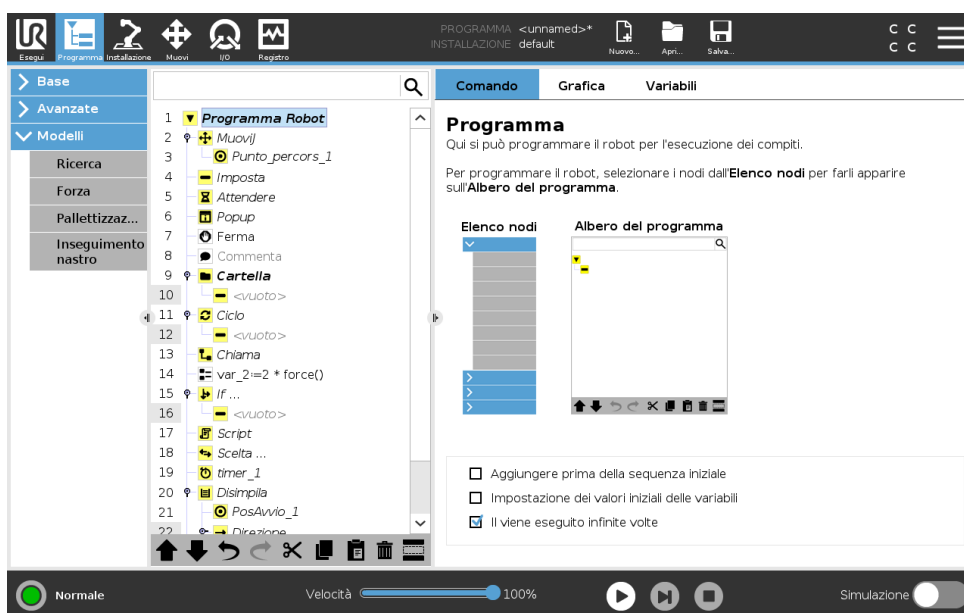 UR
PROGRAMMA <unnamed>*
INSTALLAZIONE default
Esegui Programma Installazione Muovi I/O Registro
Nuovo... Apri... Salva...
C C
C C
Base
Avanzate
Modelli
Ricerca
Forza
Pallettizzaz...
Inseguimento
nastro
1 Programma Robot
2 MuoviJ
3 Punto_percors_1
4 Imposta
5 Attendere
6 Popup
7 Ferma
8 Commenta
9 Cartella
10 <vuoto>
11 Ciclo
12 <vuoto>
13 Chiama
14 var_2:=2 * force()
15 If ...
16 <vuoto>
17 Script
18 Scelta ...
19 timer_1
20 Disimpila
21 PosAvvio_1
22 Direzione
Comando Grafica Variabili
Programma
Qui si può programmare il robot per l'esecuzione dei compiti.
Per programmare il robot, selezionare i nodi dall'Elenco nodi per farli apparire
sull'Albero del programma.
Elenco nodi Albero del programma
Aggiungere prima della sequenza iniziale
Impostazione dei valori iniziali delle variabili
Il viene eseguito infinite volte
Normale
Velocità 100%
Simulazione